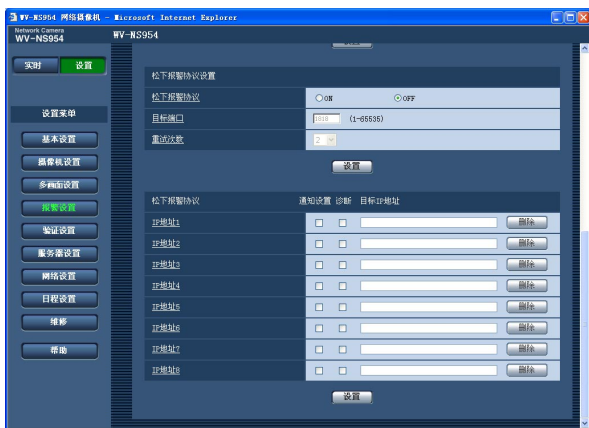 WV-NS954 网络摄像机 - Microsoft Internet Explorer
Network Camera
WV-NS954
WV-NS954
实时
设置
设置菜单
基本设置
摄像机设置
多画面设置
报警设置
验证设置
服务器设置
网络设置
日程设置
维修
帮助
松下报警协议设置
松下报警协议 ON OFF
目标端口 1818 (1-65535)
重试次数 2
设置
松下报警协议 通知设置 诊断 目标IP地址
IP地址1 删除
IP地址2 删除
IP地址3 删除
IP地址4 删除
IP地址5 删除
IP地址6 删除
IP地址7 删除
IP地址8 删除
设置